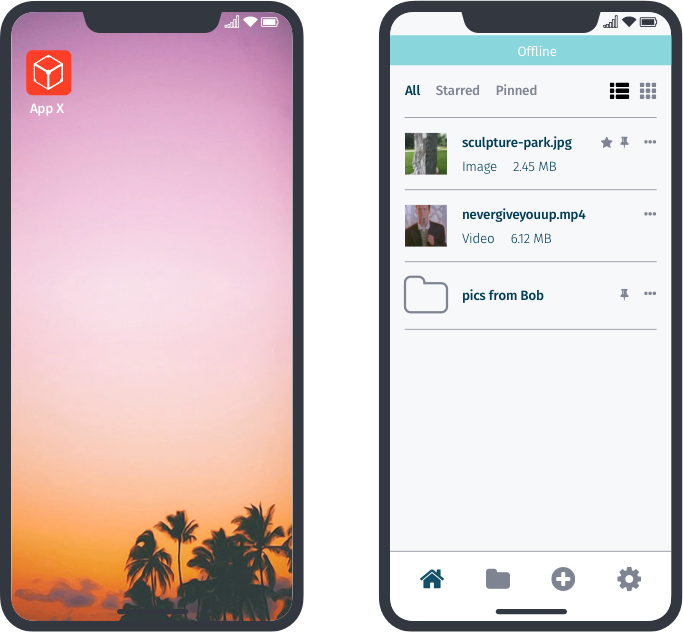 App X
Offline
All Starred Pinned
sculpture-park.jpg
Image 2.45 MB
nevergiveyouup.mp4
Video 6.12 MB
pics from Bob